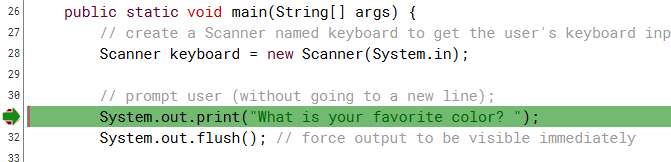 26 public static void main(String[] args) {
27 // create a Scanner named keyboard to get the user's keyboard
28 Scanner keyboard = new Scanner(System.in);
29
30 // prompt user (without going to a new line);
System.out.print("What is your favorite color? ");
32 System.out.flush(); // force output to be visible immediately
33